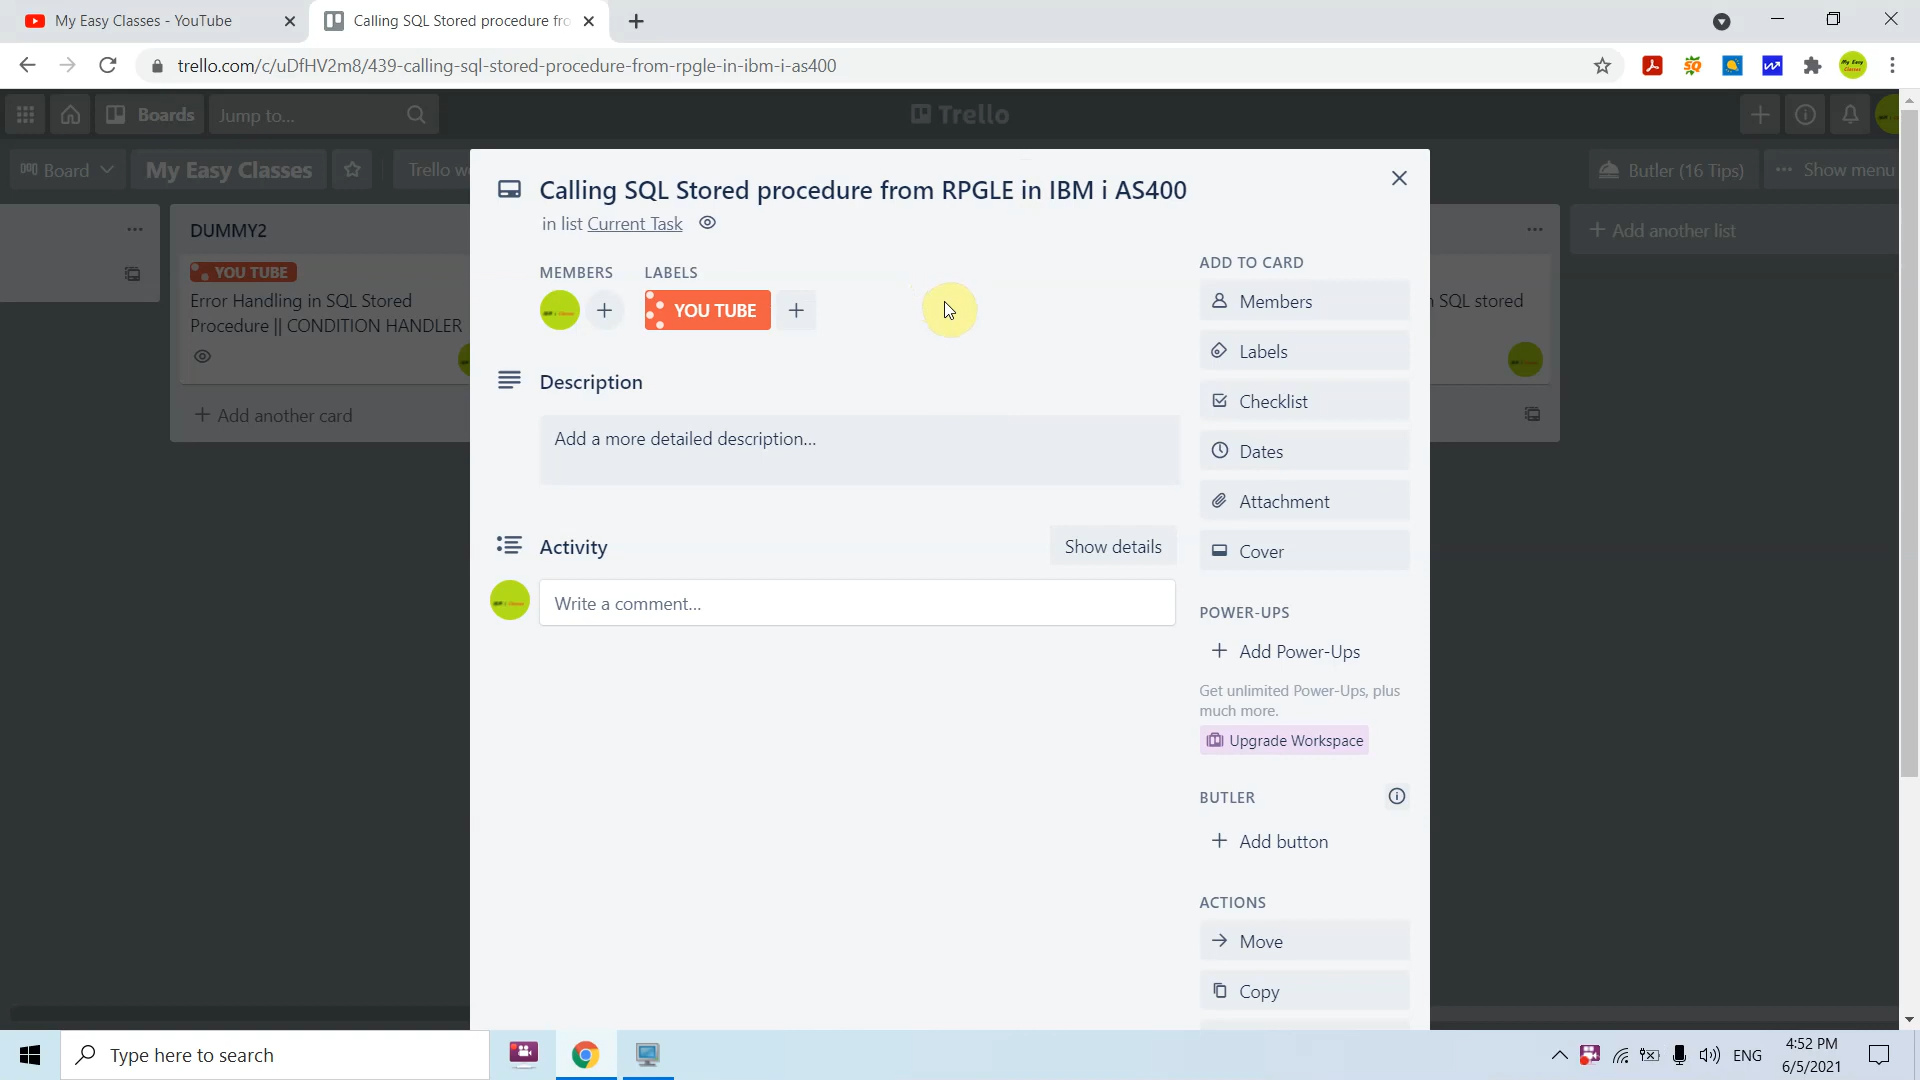 My Easy Classes - YouTube
Calling SQL Stored procedure fro
trello.com/c/uDfHV2m8/439-calling-sql-stored-procedure-from-rpgle-in-ibm-i-as400
Boards
Jump to...
Trello
Board
My Easy Classes
Trello w
Butler (16 Tips)
Show menu
DUMMY2
YOU TUBE
Error Handling in SQL Stored
Procedure || CONDITION HANDLER
Add another card
Calling SQL Stored procedure from RPGLE in IBM i AS400
in list Current Task
MEMBERS
LABELS
YOU TUBE
Description
Add a more detailed description...
Activity
Show details
Write a comment...
ADD TO CARD
Members
Labels
Checklist
Dates
Attachment
Cover
POWER-UPS
Add Power-Ups
Get unlimited Power-Ups, plus
much more.
Upgrade Workspace
BUTLER
Add button
ACTIONS
Move
Copy
SQL stored
Add another list
Type here to search
ENG
4:52 PM
6/5/2021